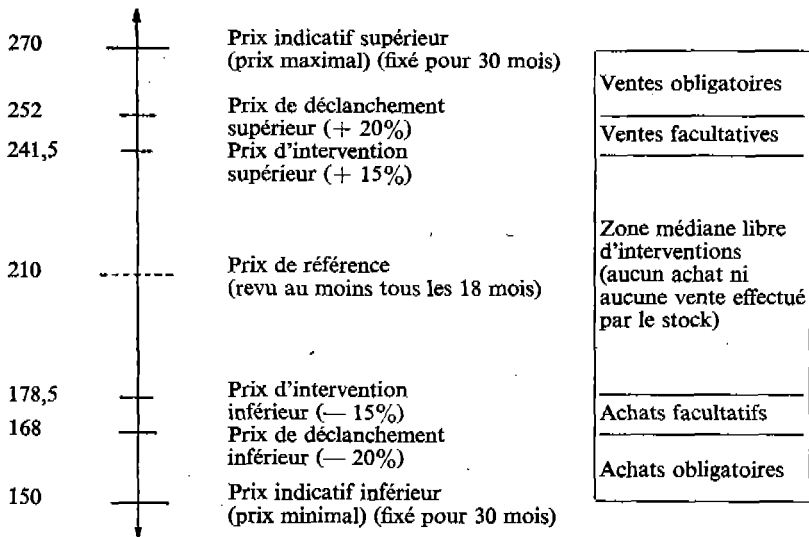 270 Prix indicatif supérieur
(prix maximal) (fixé pour 30 mois)
Ventes obligatoires
252 Prix de déclanchement
supérieur (+ 20%)
Ventes facultatives
241,5 Prix d'intervention
supérieur (+ 15%)
Zone médiane libre
d'interventions
(aucun achat ni
aucune vente effectué
par le stock)
210 Prix de référence
(revu au moins tous les 18 mois)
178,5 Prix d'intervention
inférieur (— 15%)
Achats facultatifs
168 Prix de déclanchement
inférieur (— 20%)
Achats obligatoires
150 Prix indicatif inférieur
(prix minimal) (fixé pour 30 mois)